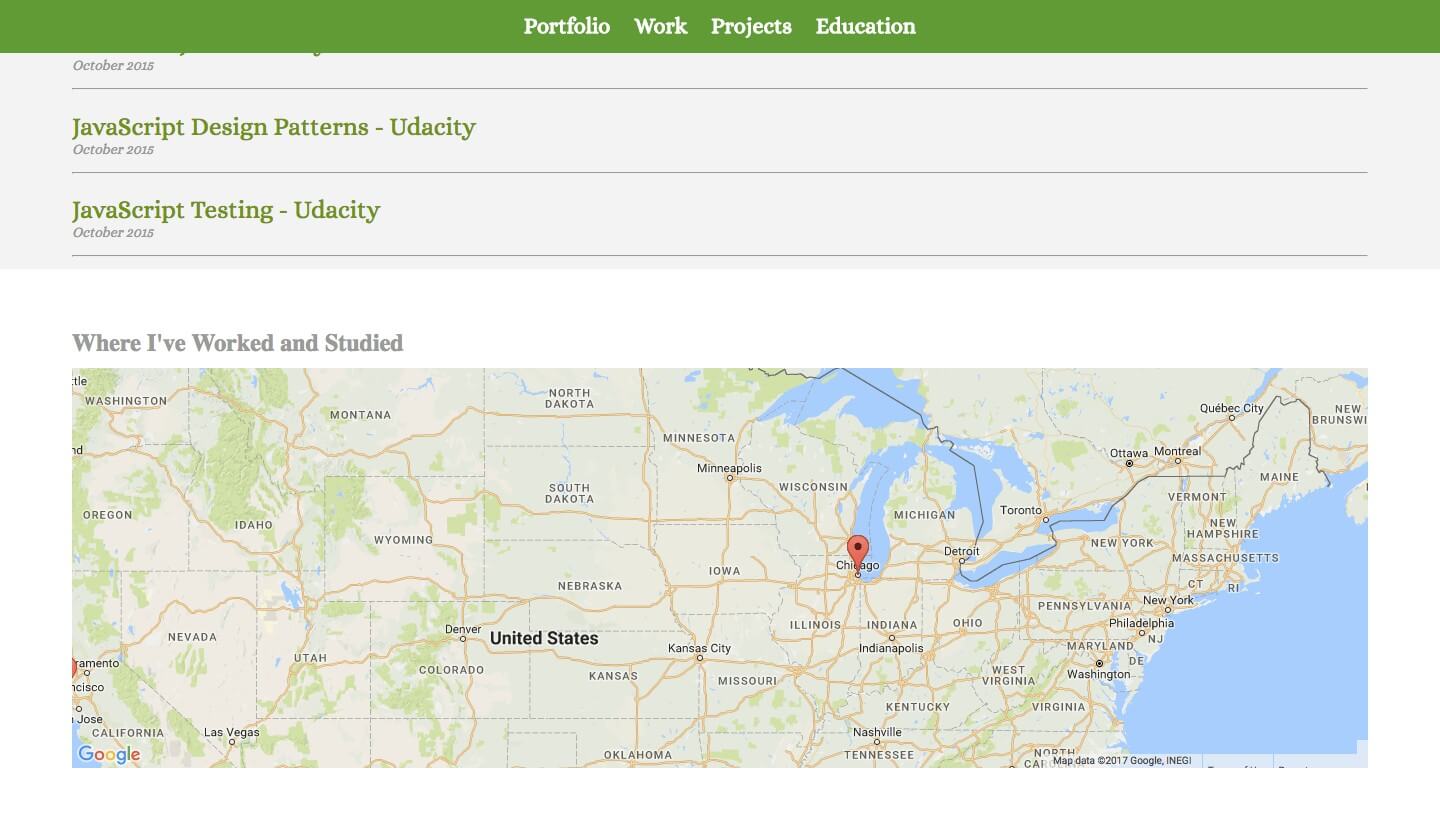 Portfolio Work Projects Education
October 2015
JavaScript Design Patterns - Udacity
October 2015
JavaScript Testing - Udacity
October 2015
Where I've Worked and Studied
ttle
WASHINGTON
MONTANA
NORTH
DAKOTA
MINNESOTA
Québec City
NEW
BRUNSWI
nd
Minneapolis
Ottawa
Montreal
MAINE
OREGON
IDAHO
SOUTH
DAKOTA
WISCONSIN
MICHIGAN
Toronto
VERMONT
NEW
HAMPSHIRE
WYOMING
Chicago
Detroit
NEW YORK
MASSACHUSETTS
NEBRASKA
IOWA
CT
RI
Denver
United States
Kansas City
ILLINOIS
INDIANA
Indianapolis
OHIO
PENNSYLVANIA
New York
Philadelphia
NJ
NEVADA
UTAH
COLORADO
KANSAS
MISSOURI
WEST
VIRGINIA
MARYLAND
DE
Washington
ramento
ncisco
n Jose
CALIFORNIA
Las Vegas
KENTUCKY
VIRGINIA
Nashville
TENNESSEE
OKLAHOMA
NORTH
CAR
Google
Map data ©2017 Google, INEGI